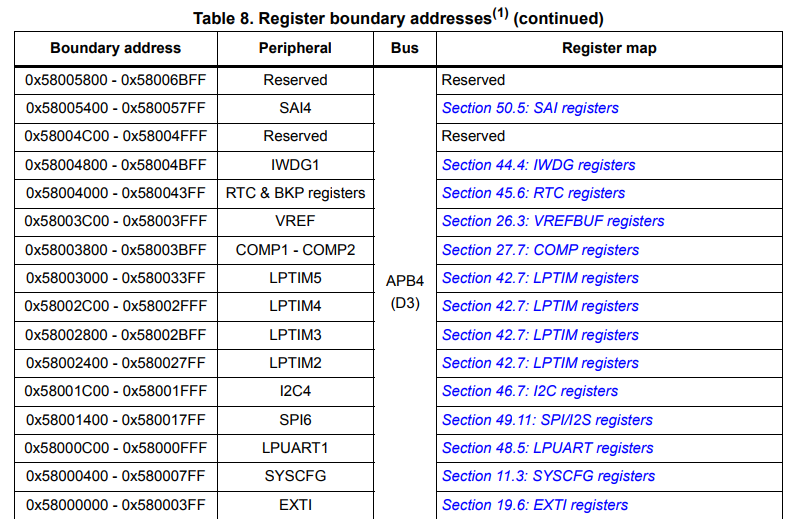 Table 8. Register boundary addresses(1) (continued)
Boundary address Peripheral Bus Register map
0x58005800 - 0x58006BFF Reserved Reserved
0x58005400 - 0x580057FF SAI4 Section 50.5: SAI registers
0x58004C00 - 0x58004FFF Reserved Reserved
0x58004800 - 0x58004BFF IWDG1 Section 44.4: IWDG registers
0x58004000 - 0x580043FF RTC & BKP registers Section 45.6: RTC registers
0x58003C00 - 0x58003FFF VREF Section 26.3: VREFBUF registers
0x58003800 - 0x58003BFF COMP1 - COMP2 Section 27.7: COMP registers
0x58003000 - 0x580033FF LPTIM5 APB4 Section 42.7: LPTIM registers
0x58002C00 - 0x58002FFF LPTIM4 (D3) Section 42.7: LPTIM registers
0x58002800 - 0x58002BFF LPTIM3 Section 42.7: LPTIM registers
0x58002400 - 0x580027FF LPTIM2 Section 42.7: LPTIM registers
0x58001C00 - 0x58001FFF I2C4 Section 46.7: I2C registers
0x58001400 - 0x580017FF SPI6 Section 49.11: SPI/I2S registers
0x58000C00 - 0x58000FFF LPUART1 Section 48.5: LPUART registers
0x58000400 - 0x580007FF SYSCFG Section 11.3: SYSCFG registers
0x58000000 - 0x580003FF EXTI Section 19.6: EXTI registers